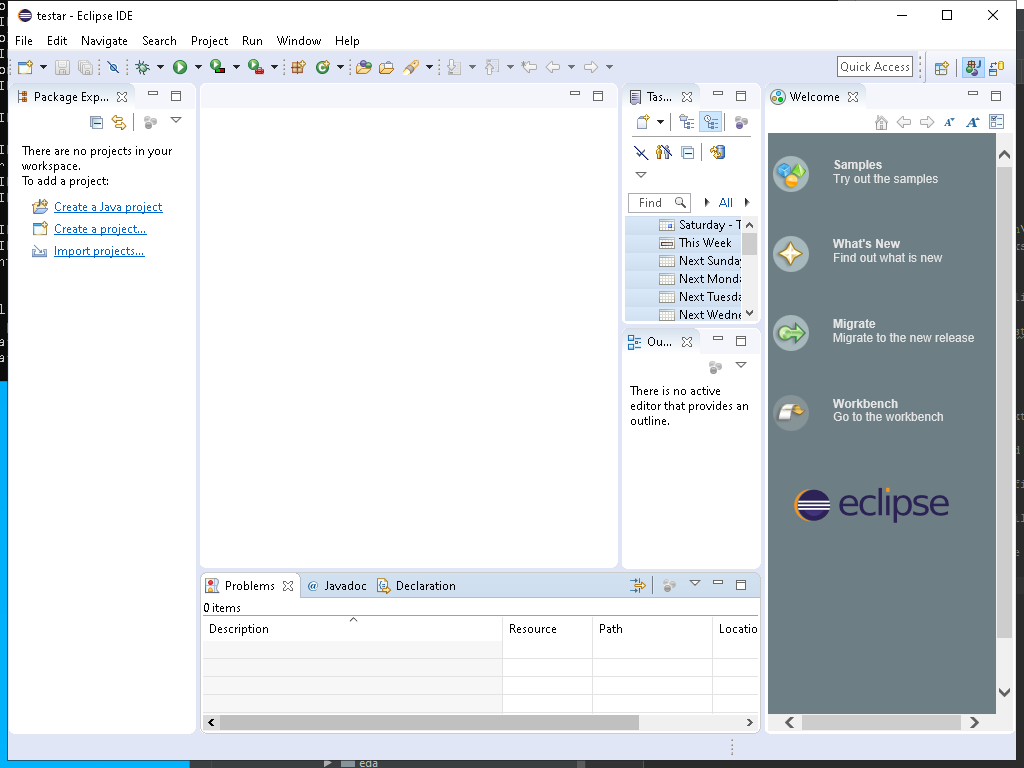 testar - Eclipse IDE
File Edit Navigate Search Project Run Window Help
Quick Access
Package Exp...
There are no projects in your
workspace.
To add a project:
Create a Java project
Create a project...
Import projects...
Tas...
Find
All
Saturday - T
This Week
Next Sunday
Next Monda
Next Tuesda
Next Wedne
Ou...
There is no active
editor that provides an
outline.
Welcome
Samples
Try out the samples
What's New
Find out what is new
Migrate
Migrate to the new release
Workbench
Go to the workbench
eclipse
Problems @ Javadoc Declaration
0 items
Description Resource Path Locatio
eda